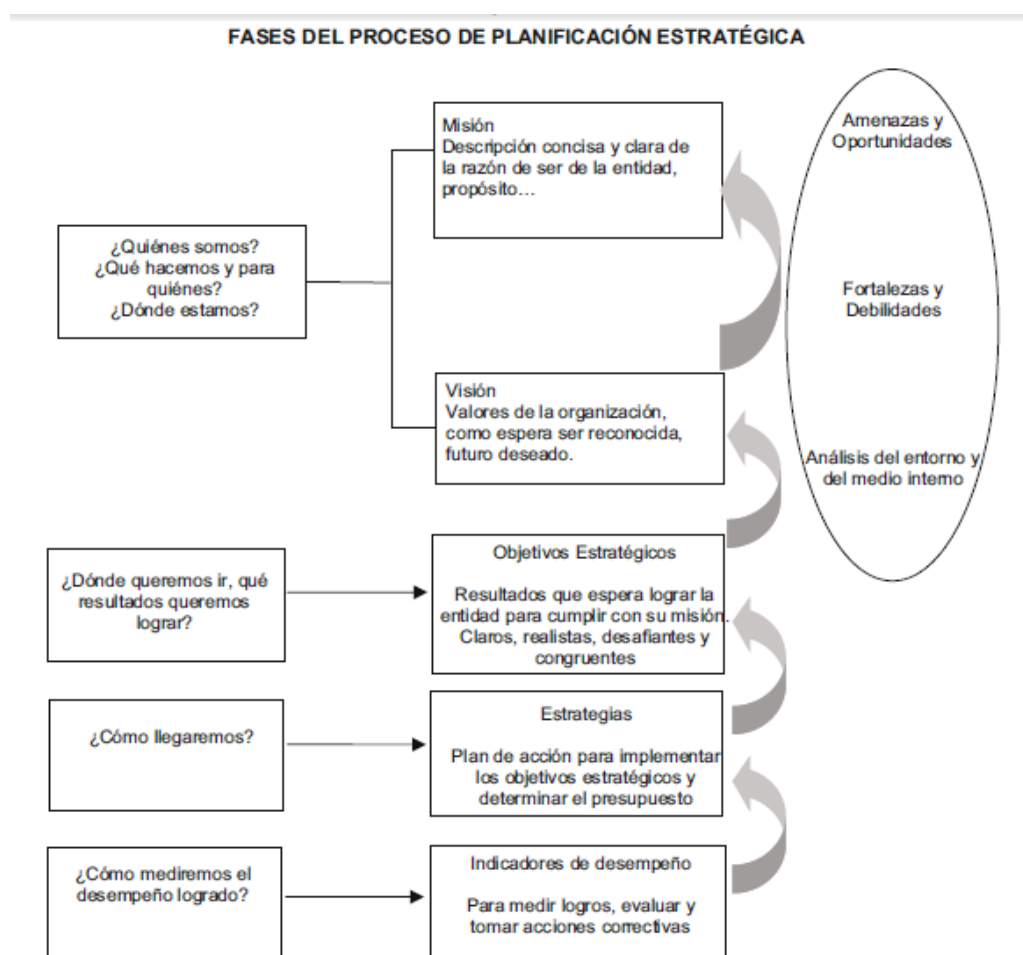 FASES DEL PROCESO DE PLANIFICACIÓN ESTRATÉGICA
Misión
Descripción concisa y clara de
la razón de ser de la entidad,
propósito...
Amenazas y
Oportunidades
Fortalezas y
Debilidades
Análisis del entorno y
del medio interno
¿Quiénes somos?
¿Qué hacemos y para
quiénes?
¿Dónde estamos?
Visión
Valores de la organización,
como espera ser reconocida,
futuro deseado.
¿Dónde queremos ir, qué
resultados queremos
lograr?
Objetivos Estratégicos
Resultados que espera lograr la
entidad para cumplir con su misión.
Claros, realistas, desafiantes y
congruentes
¿Cómo llegaremos?
Estrategias
Plan de acción para implementar
los objetivos estratégicos y
determinar el presupuesto
¿Cómo mediremos el
desempeño logrado?
Indicadores de desempeño
Para medir logros, evaluar y
tomar acciones correctivas